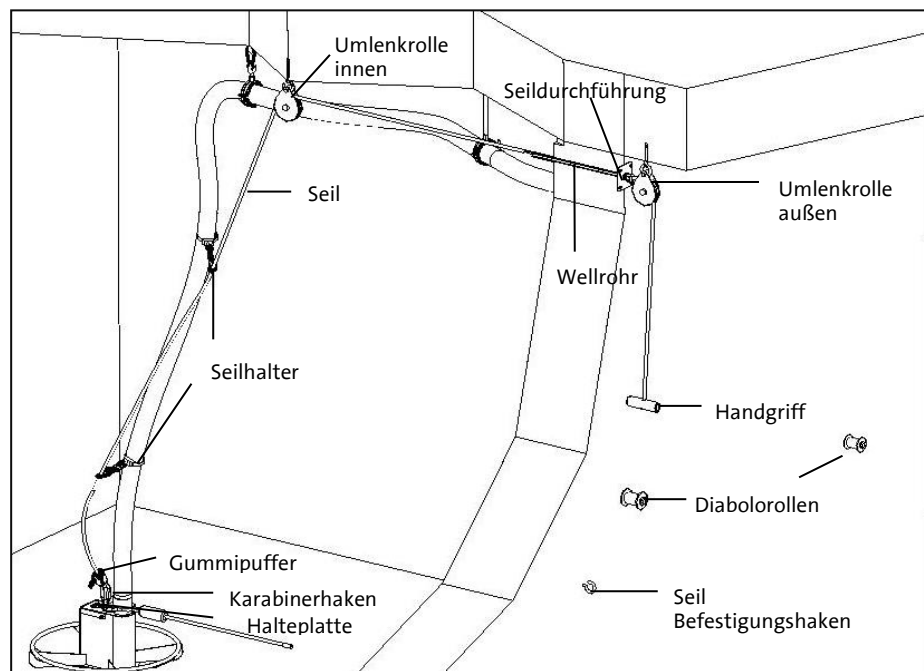 Umlenkrolle
innen
Seildurchführung
Seil
Umlenkrolle
außen
Wellrohr
Seilhalter
Handgriff
Diabolorollen
Gummipuffer
Karabinerhaken
Halteplatte
Seil
Befestigungshaken